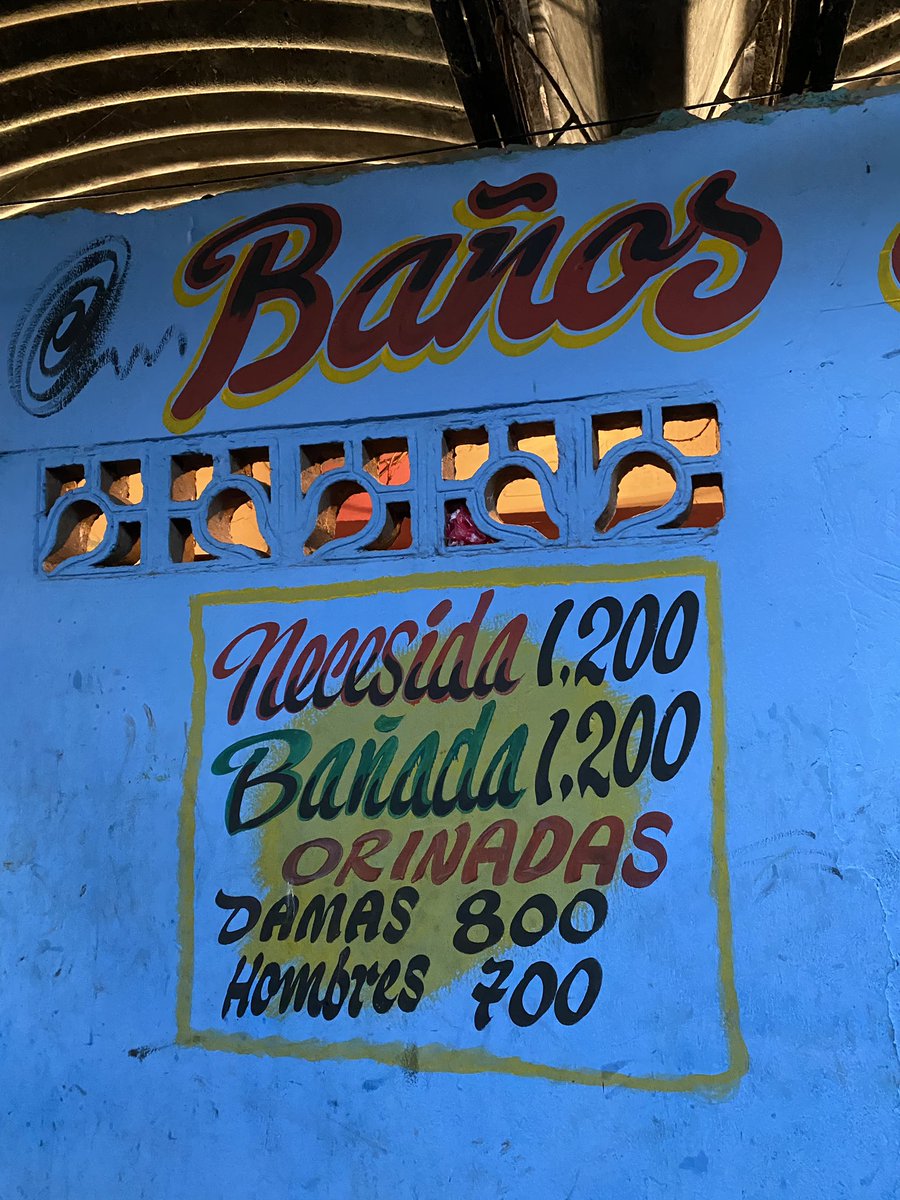 Baños
Necesida 1.200
Bañada 1.200
ORINADAS
DAMAS 800
Hombres 700